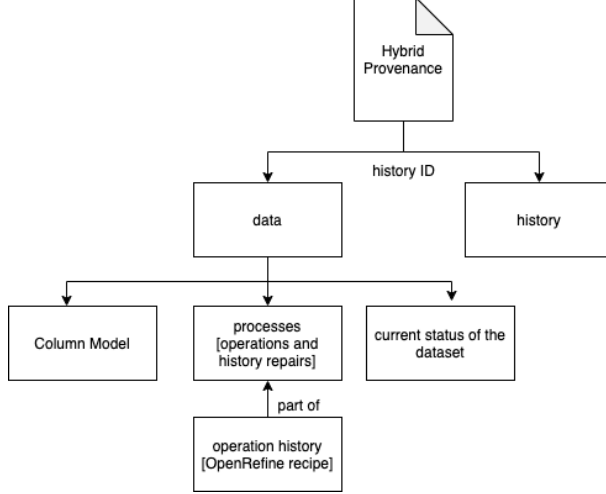 Hybrid
Provenance
history ID
data
history
Column Model
processes
[operations and
history repairs]
current status of the
dataset
part of
operation history
[OpenRefine recipe]